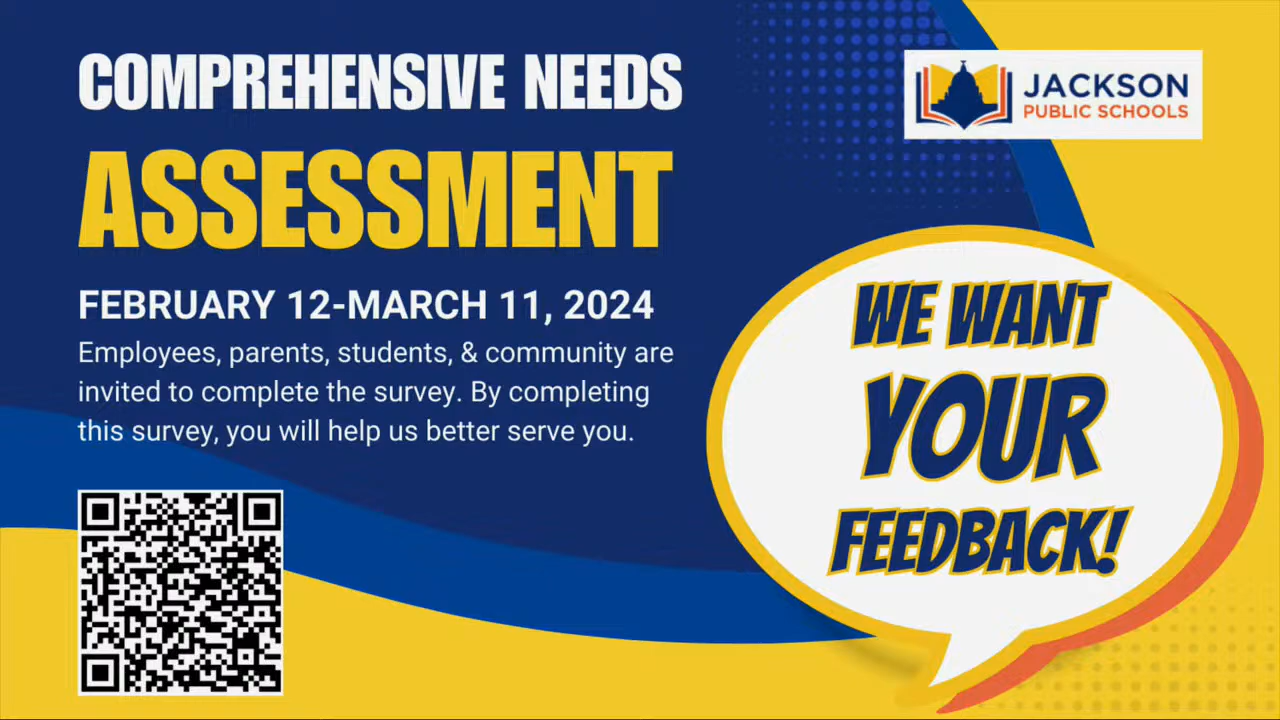 COMPREHENSIVE NEEDS
ASSESSMENT
FEBRUARY 12-MARCH 11, 2024
Employees, parents, students, & community are
invited to complete the survey. By completing
this survey, you will help us better serve you.
JACKSON
PUBLIC SCHOOLS
WE WANT
YOUR
FEEDBACK!